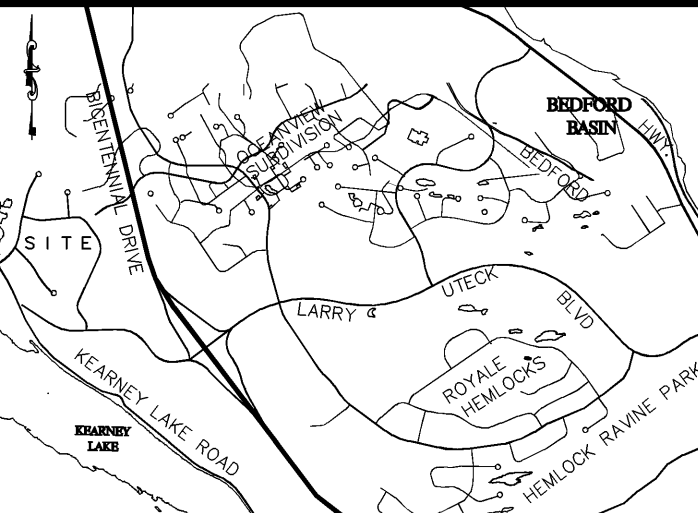 BEDFORD
BASIN
HWY.
BICENTENNIAL DRIVE
OCEANVIEW
SUBDIVISION
BEDFORD
SITE
LARRY
UTECK
BLVD
ROYALE
HEMLOCKS
KEARNEY LAKE ROAD
KEARNEY
LAKE
HEMLOCK RAVINE PARK